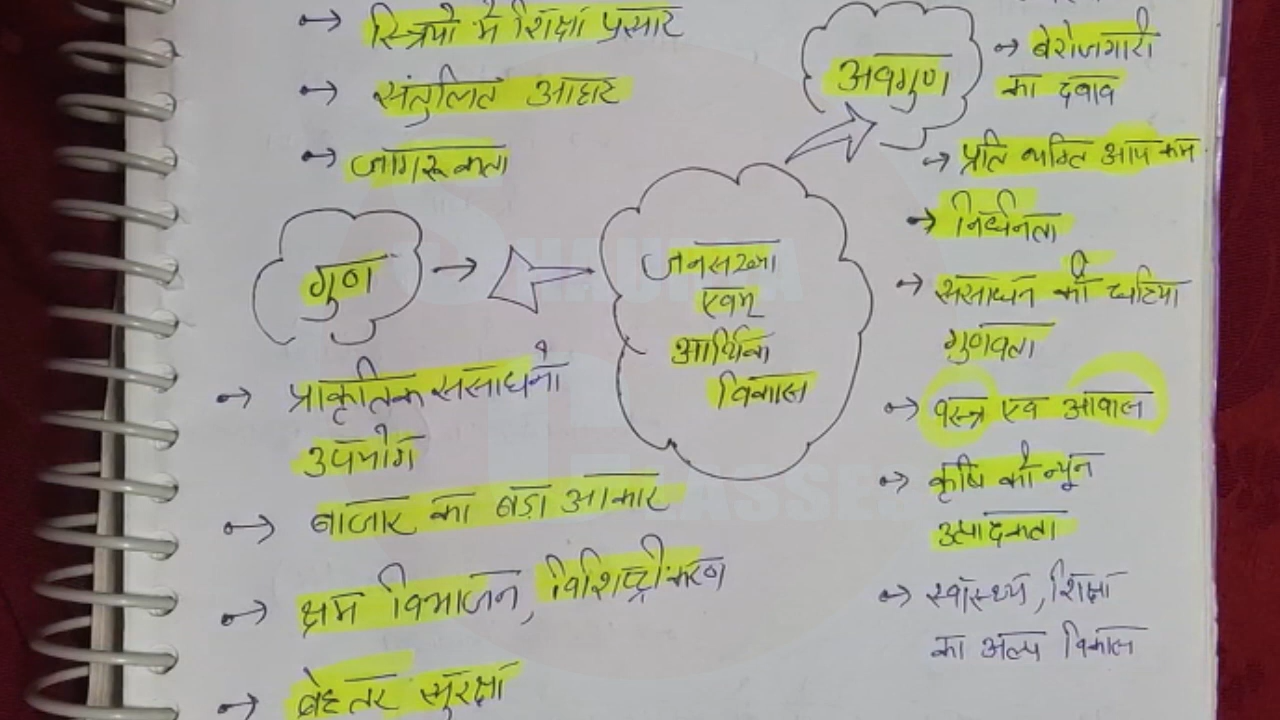 → स्त्रियों में शिक्षा प्रसार
→ संतुलित आहार
→ जागरूकता
गुण
→ प्राकृतिक संसाधनों
उपयोग
→ बाजार का बड़ा आकार
→ श्रम विभाजन, विशिष्ट्रीकरण
→ बेहतर सुरक्षा
जनसंख्या
एवम्
आर्थिक
विकास
अवगुण
→ बेरोजगारी
का दबाव
→ प्रति व्यक्ति आय कम
→ निर्धनता
→ संसाधन की घटिया
गुणवत्ता
→ वस्त्र एवं आवास
→ कृषि की न्यून
उत्पादकता
→ स्वास्थ्य, शिक्षा
का अल्प विकास
CLASSES